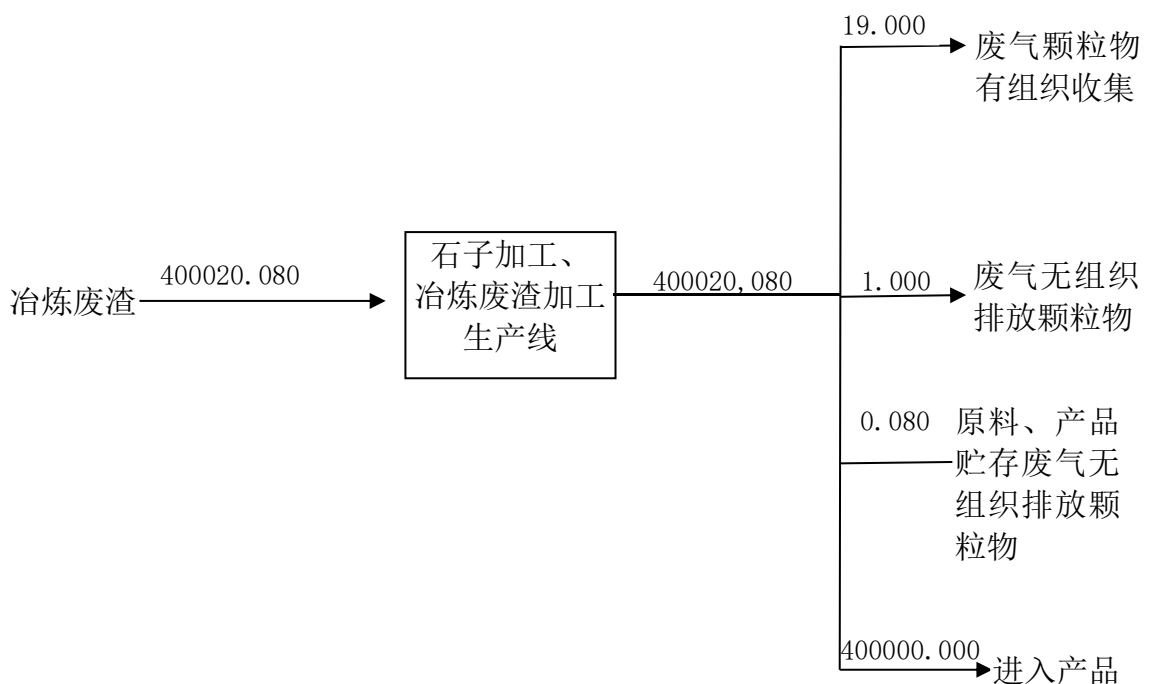 19.000
废气颗粒物
有组织收集
冶炼废渣
400020.080
石子加工、
冶炼废渣加工
生产线
400020,080
1.000
废气无组织
排放颗粒物
0.080
原料、产品
贮存废气无
组织排放颗
粒物
400000.000
进入产品